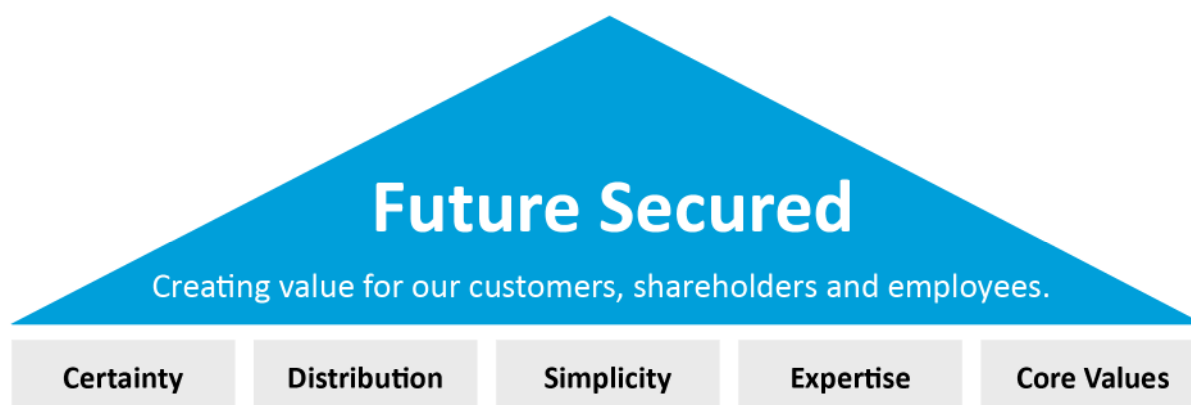 Future Secured
Creating value for our customers, shareholders and employees.
Certainty
Distribution
Simplicity
Expertise
Core Values